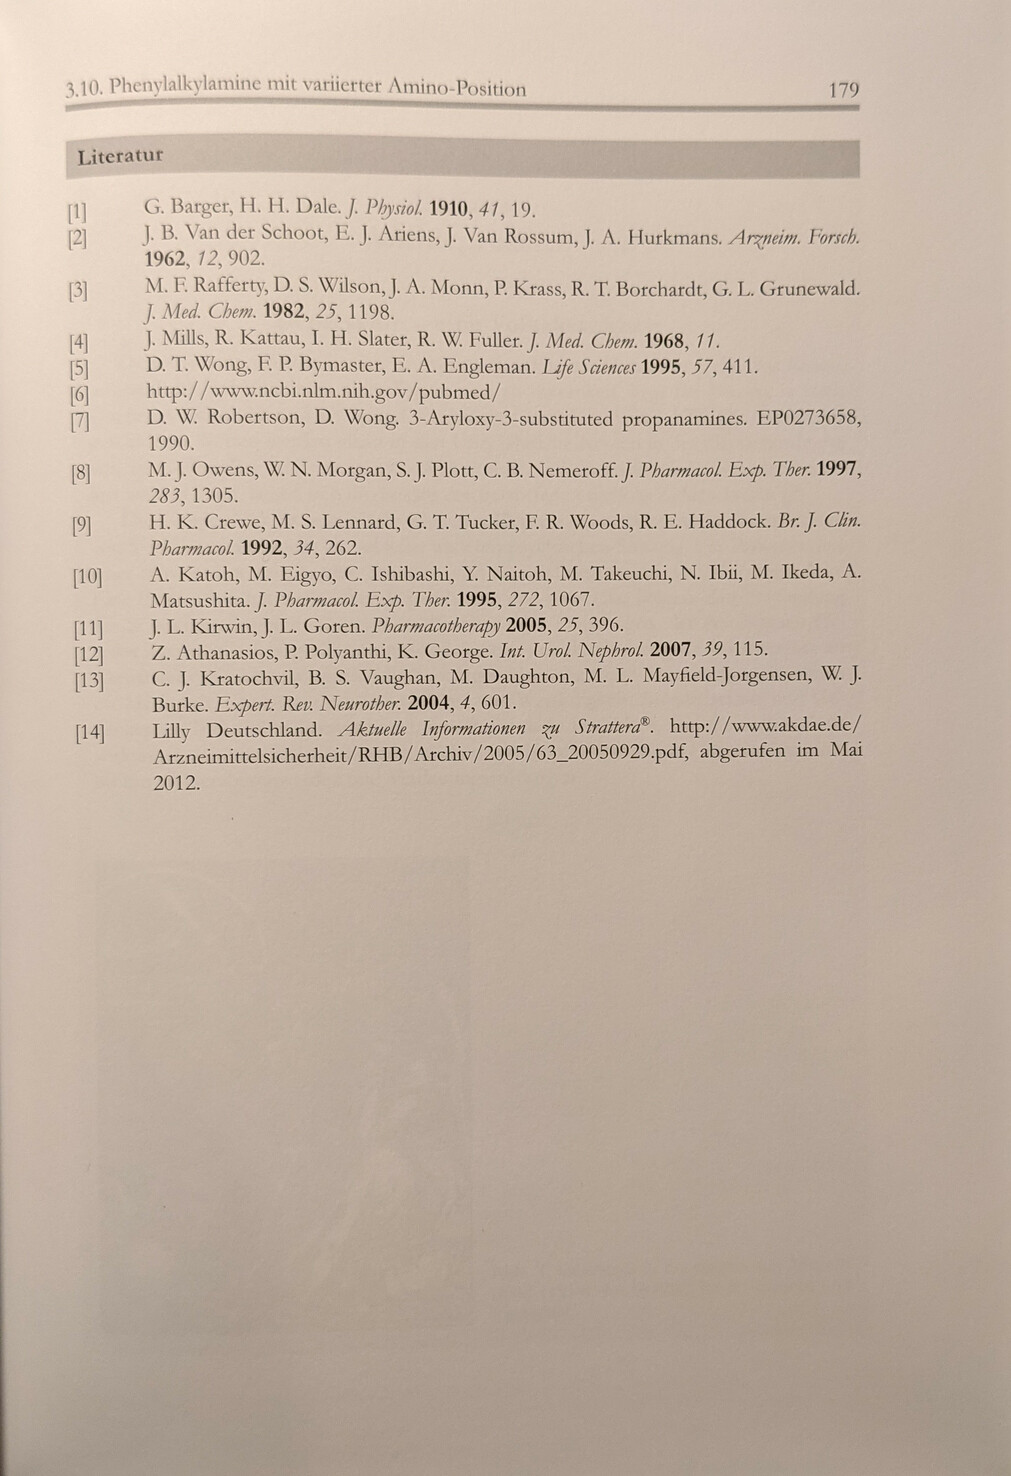 3.10. Phenylalkylamine mit variierter Amino-Position 179
Literatur
[1] G. Barger, H. H. Dale. J. Physiol. 1910, 41, 19.
[2] J. B. Van der Schoot, E. J. Ariens, J. Van Rossum, J. A. Hurkmans. Arzneim. Forsch.
1962, 12, 902.
[3] M. F. Rafferty, D. S. Wilson, J. A. Monn, P. Krass, R. T. Borchardt, G. L. Grunewald.
J. Med. Chem. 1982, 25, 1198.
[4] J. Mills, R. Kattau, I. H. Slater, R. W. Fuller. J. Med. Chem. 1968, 11.
[5] D. T. Wong, F. P. Bymaster, E. A. Engleman. Life Sciences 1995, 57, 411.
[6] http://www.ncbi.nlm.nih.gov/pubmed/
[7] D. W. Robertson, D. Wong. 3-Aryloxy-3-substituted propanamines. EP0273658,
1990.
[8] M. J. Owens, W. N. Morgan, S. J. Plott, C. B. Nemeroff. J. Pharmacol. Exp. Ther. 1997,
283, 1305.
[9] H. K. Crewe, M. S. Lennard, G. T. Tucker, F. R. Woods, R. E. Haddock. Br. J. Clin.
Pharmacol. 1992, 34, 262.
[10] A. Katoh, M. Eigyo, C. Ishibashi, Y. Naitoh, M. Takeuchi, N. Ibii, M. Ikeda, A.
Matsushita. J. Pharmacol. Exp. Ther. 1995, 272, 1067.
[11] J. L. Kirwin, J. L. Goren. Pharmacotherapy 2005, 25, 396.
[12] Z. Athanasios, P. Polyanthi, K. George. Int. Urol. Nephrol. 2007, 39, 115.
[13] C. J. Kratochvil, B. S. Vaughan, M. Daughton, M. L. Mayfield-Jorgensen, W. J.
Burke. Expert. Rev. Neurother. 2004, 4, 601.
[14] Lilly Deutschland. Aktuelle Informationen zu Strattera®. http://www.akdae.de/
Arzneimittelsicherheit/RHB/Archiv/2005/63_20050929.pdf, abgerufen im Mai
2012.